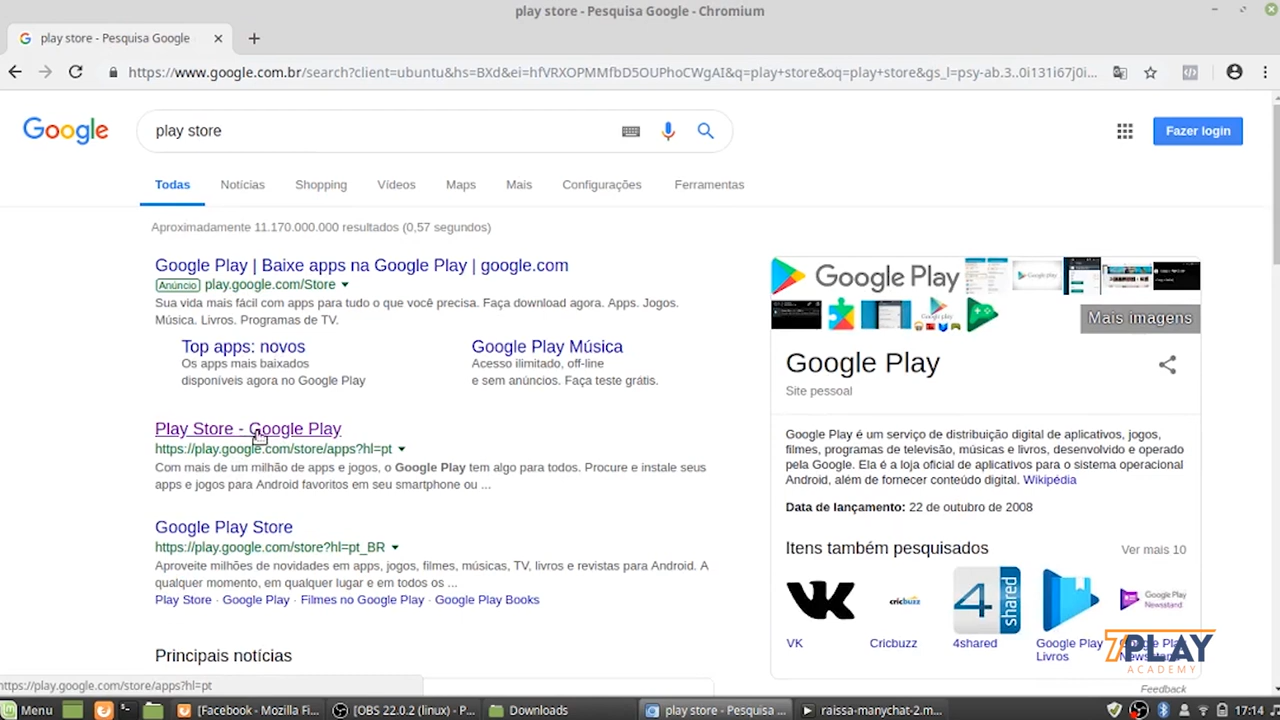 play store - Pesquisa Google - Chromium
play store - Pesquisa Google
https://www.google.com.br/search?client=ubuntu&hs=BXd&ei=hfVRXOPMMfbD5OUPhoCWgAI&q=play+store&oq=play+store&gs_l=psy-ab.3..0i131i67j0i...
Google
play store
Fazer login
Todas Notícias Shopping Vídeos Maps Mais Configurações Ferramentas
Aproximadamente 11.170.000.000 resultados (0,57 segundos)
Google Play | Baixe apps na Google Play | google.com
Anúncio play.google.com/Store
Sua vida mais fácil com apps para tudo o que você precisa. Faça download agora. Apps. Jogos.
Música. Livros. Programas de TV.
Top apps: novos
Os apps mais baixados
disponíveis agora no Google Play
Google Play Música
Acesso ilimitado, off-line
e sem anúncios. Faça teste grátis.
Play Store - Google Play
https://play.google.com/store/apps?hl=pt
Com mais de um milhão de apps e jogos, o Google Play tem algo para todos. Procure e instale seus
apps e jogos para Android favoritos em seu smartphone ou ...
Google Play Store
https://play.google.com/store?hl=pt_BR
Aproveite milhões de novidades em apps, jogos, filmes, músicas, TV, livros e revistas para Android. A
qualquer momento, em qualquer lugar e em todos os ...
Play Store · Google Play · Filmes no Google Play · Google Play Books
Principais notícias
Google Play
Mais imagens
Google Play
Site pessoal
Google Play é um serviço de distribuição digital de aplicativos, jogos,
filmes, programas de televisão, músicas e livros, desenvolvido e operado
pela Google. Ela é a loja oficial de aplicativos para o sistema operacional
Android, além de fornecer conteúdo digital. Wikipédia
Data de lançamento: 22 de outubro de 2008
Itens também pesquisados
Ver mais 10
cricbuzz
4 shared
Google Play
Newsstand
VK
Cricbuzz
4shared
Google Play
Livros
7PLAY
ACADEMY
Feedback
https://play.google.com/store/apps?hl=pt
Menu
[Facebook - Mozilla Fi...
[OBS 22.0.2 (linux) - P...
Downloads
play store - Pesquisa ...
raissa-manychat-2.m...
17:14